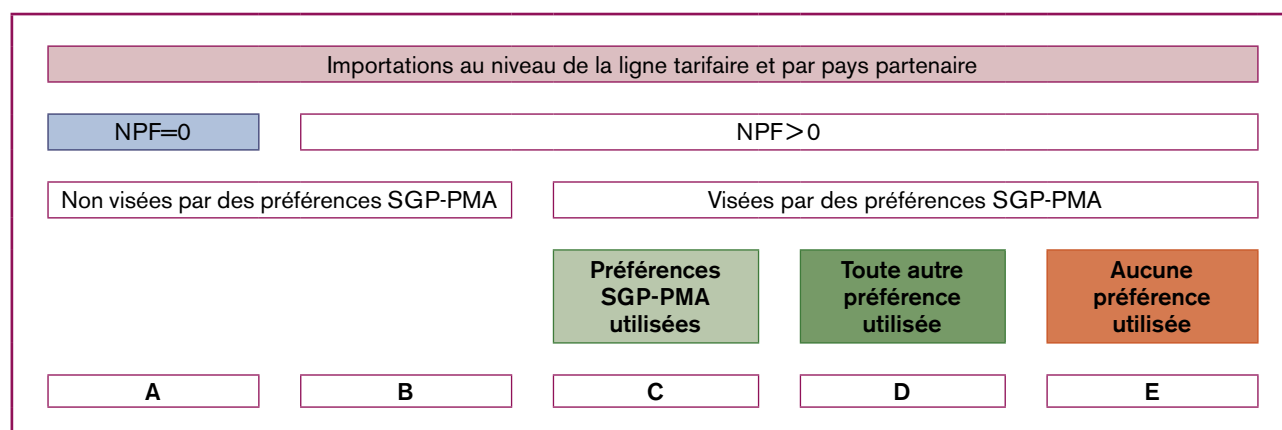 Importations au niveau de la ligne tarifaire et par pays partenaire
NPF=0
NPF>0
Non visées par des préférences SGP-PMA
Visées par des préférences SGP-PMA
Préférences
SGP-PMA
utilisées
Toute autre
préférence
utilisée
Aucune
préférence
utilisée
A
B
C
D
E